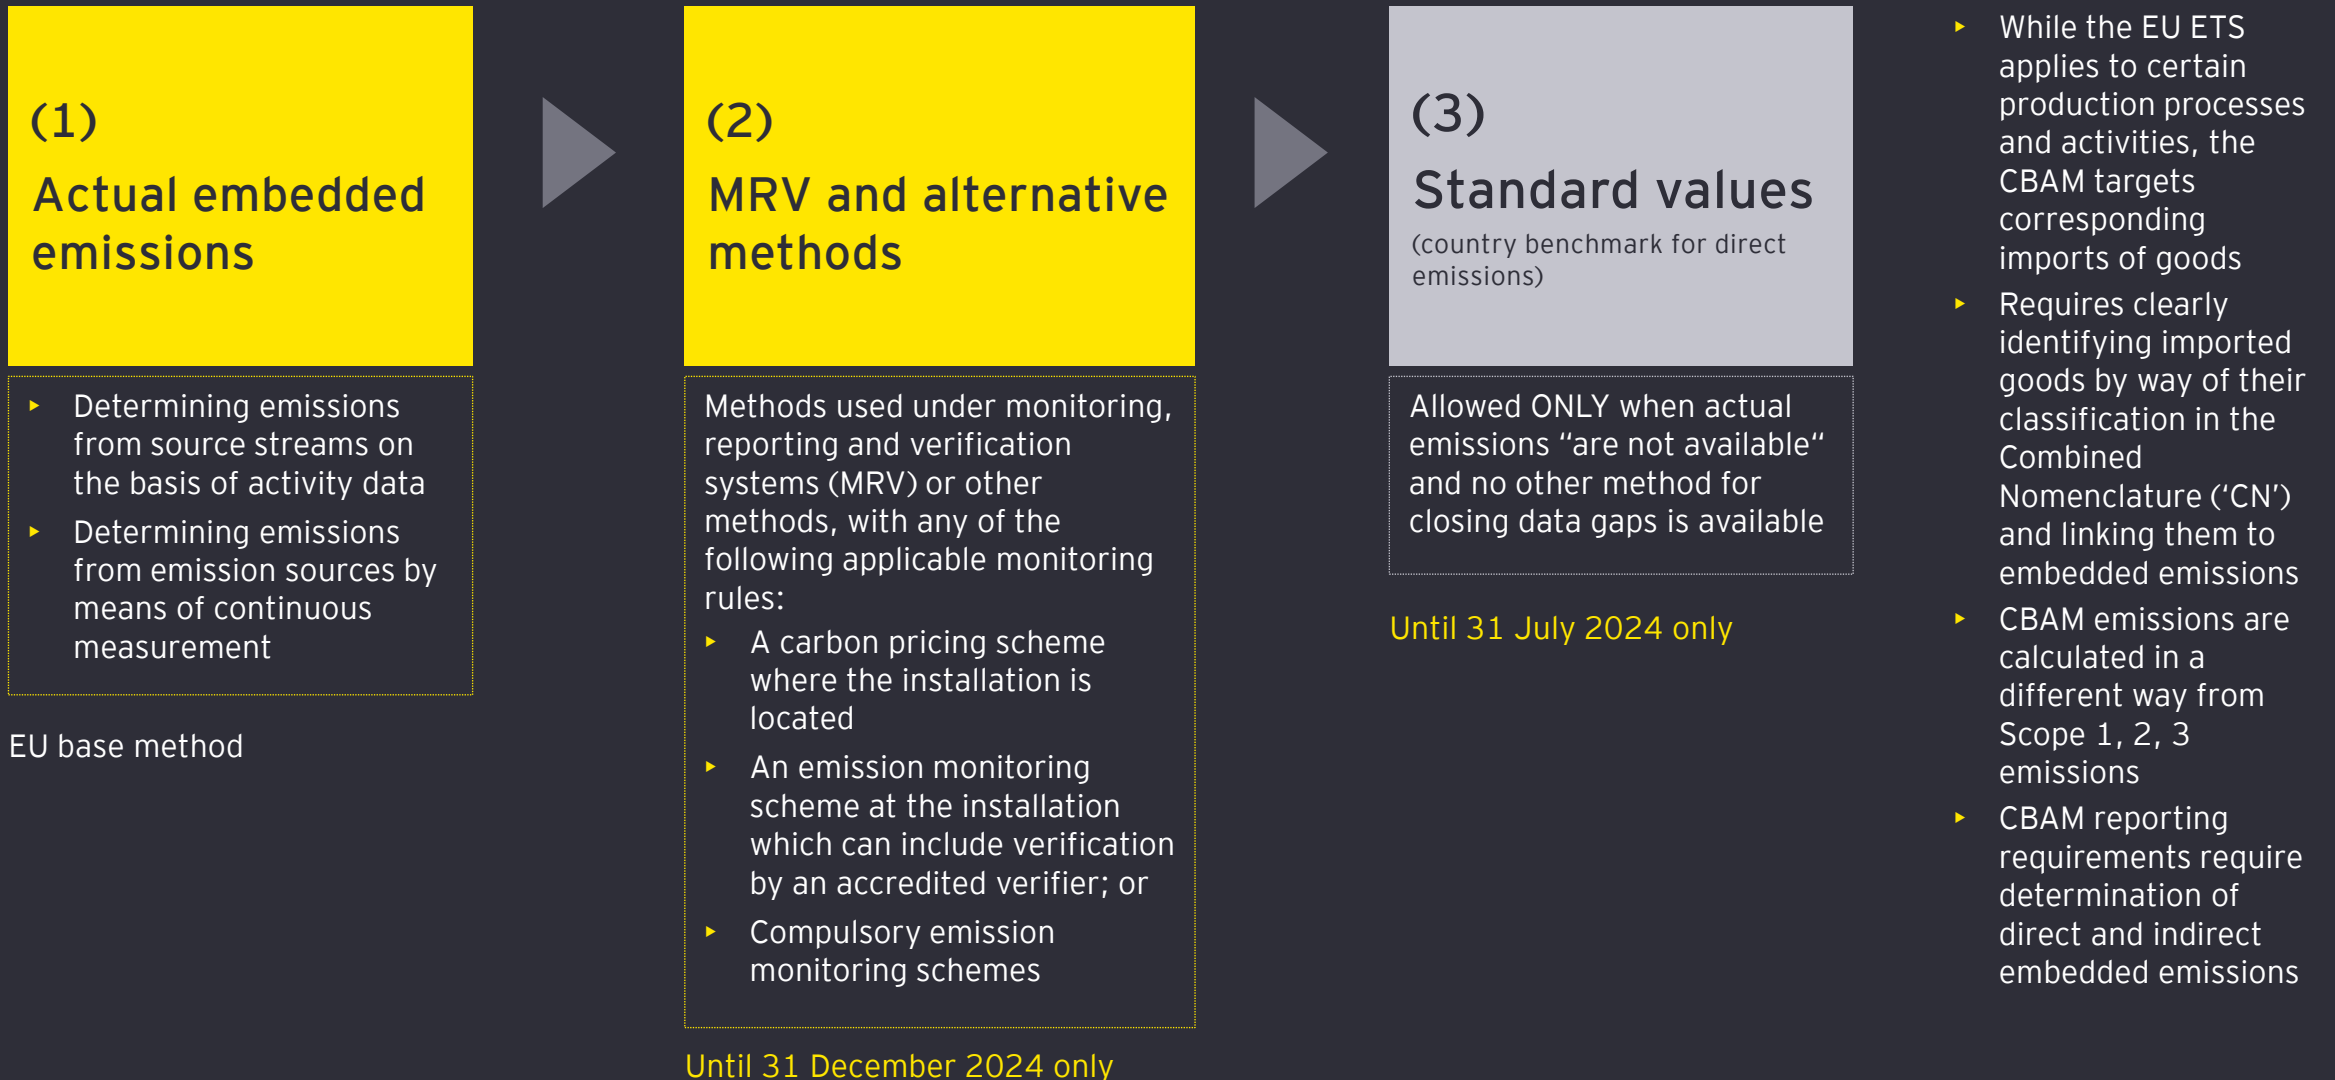 (1)
Actual embedded
emissions
▸ Determining emissions
from source streams on
the basis of activity data
▸ Determining emissions
from emission sources by
means of continuous
measurement
EU base method
(2)
MRV and alternative
methods
Methods used under monitoring,
reporting and verification
systems (MRV) or other
methods, with any of the
following applicable monitoring
rules:
▸ A carbon pricing scheme
where the installation is
located
▸ An emission monitoring
scheme at the installation
which can include verification
by an accredited verifier; or
▸ Compulsory emission
monitoring schemes
Until 31 December 2024 only
(3)
Standard values
(country benchmark for direct
emissions)
Allowed ONLY when actual
emissions “are not available“
and no other method for
closing data gaps is available
Until 31 July 2024 only
▸ While the EU ETS
applies to certain
production processes
and activities, the
CBAM targets
corresponding
imports of goods
▸ Requires clearly
identifying imported
goods by way of their
classification in the
Combined
Nomenclature (‘CN’)
and linking them to
embedded emissions
▸ CBAM emissions are
calculated in a
different way from
Scope 1, 2, 3
emissions
▸ CBAM reporting
requirements require
determination of
direct and indirect
embedded emissions